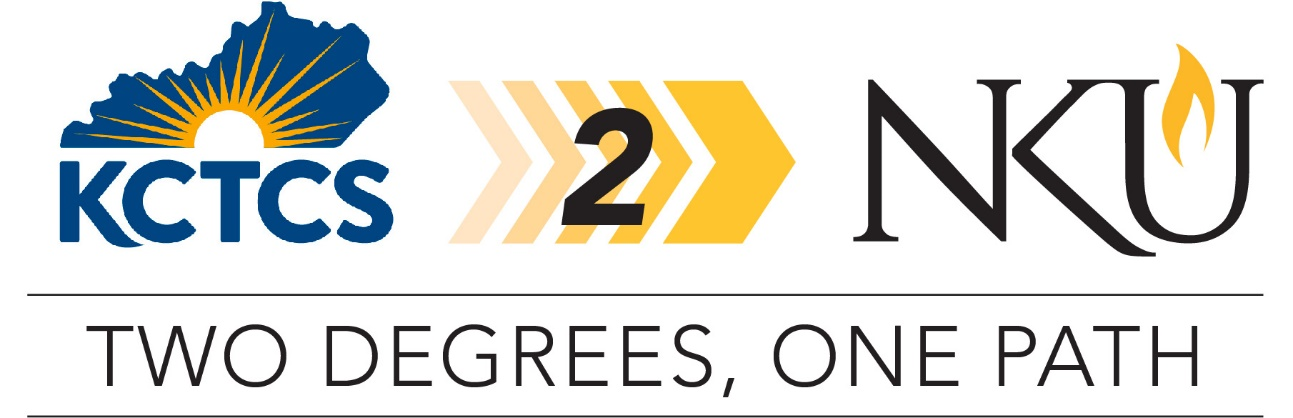 KCTCS 2 NKU
TWO DEGREES, ONE PATH